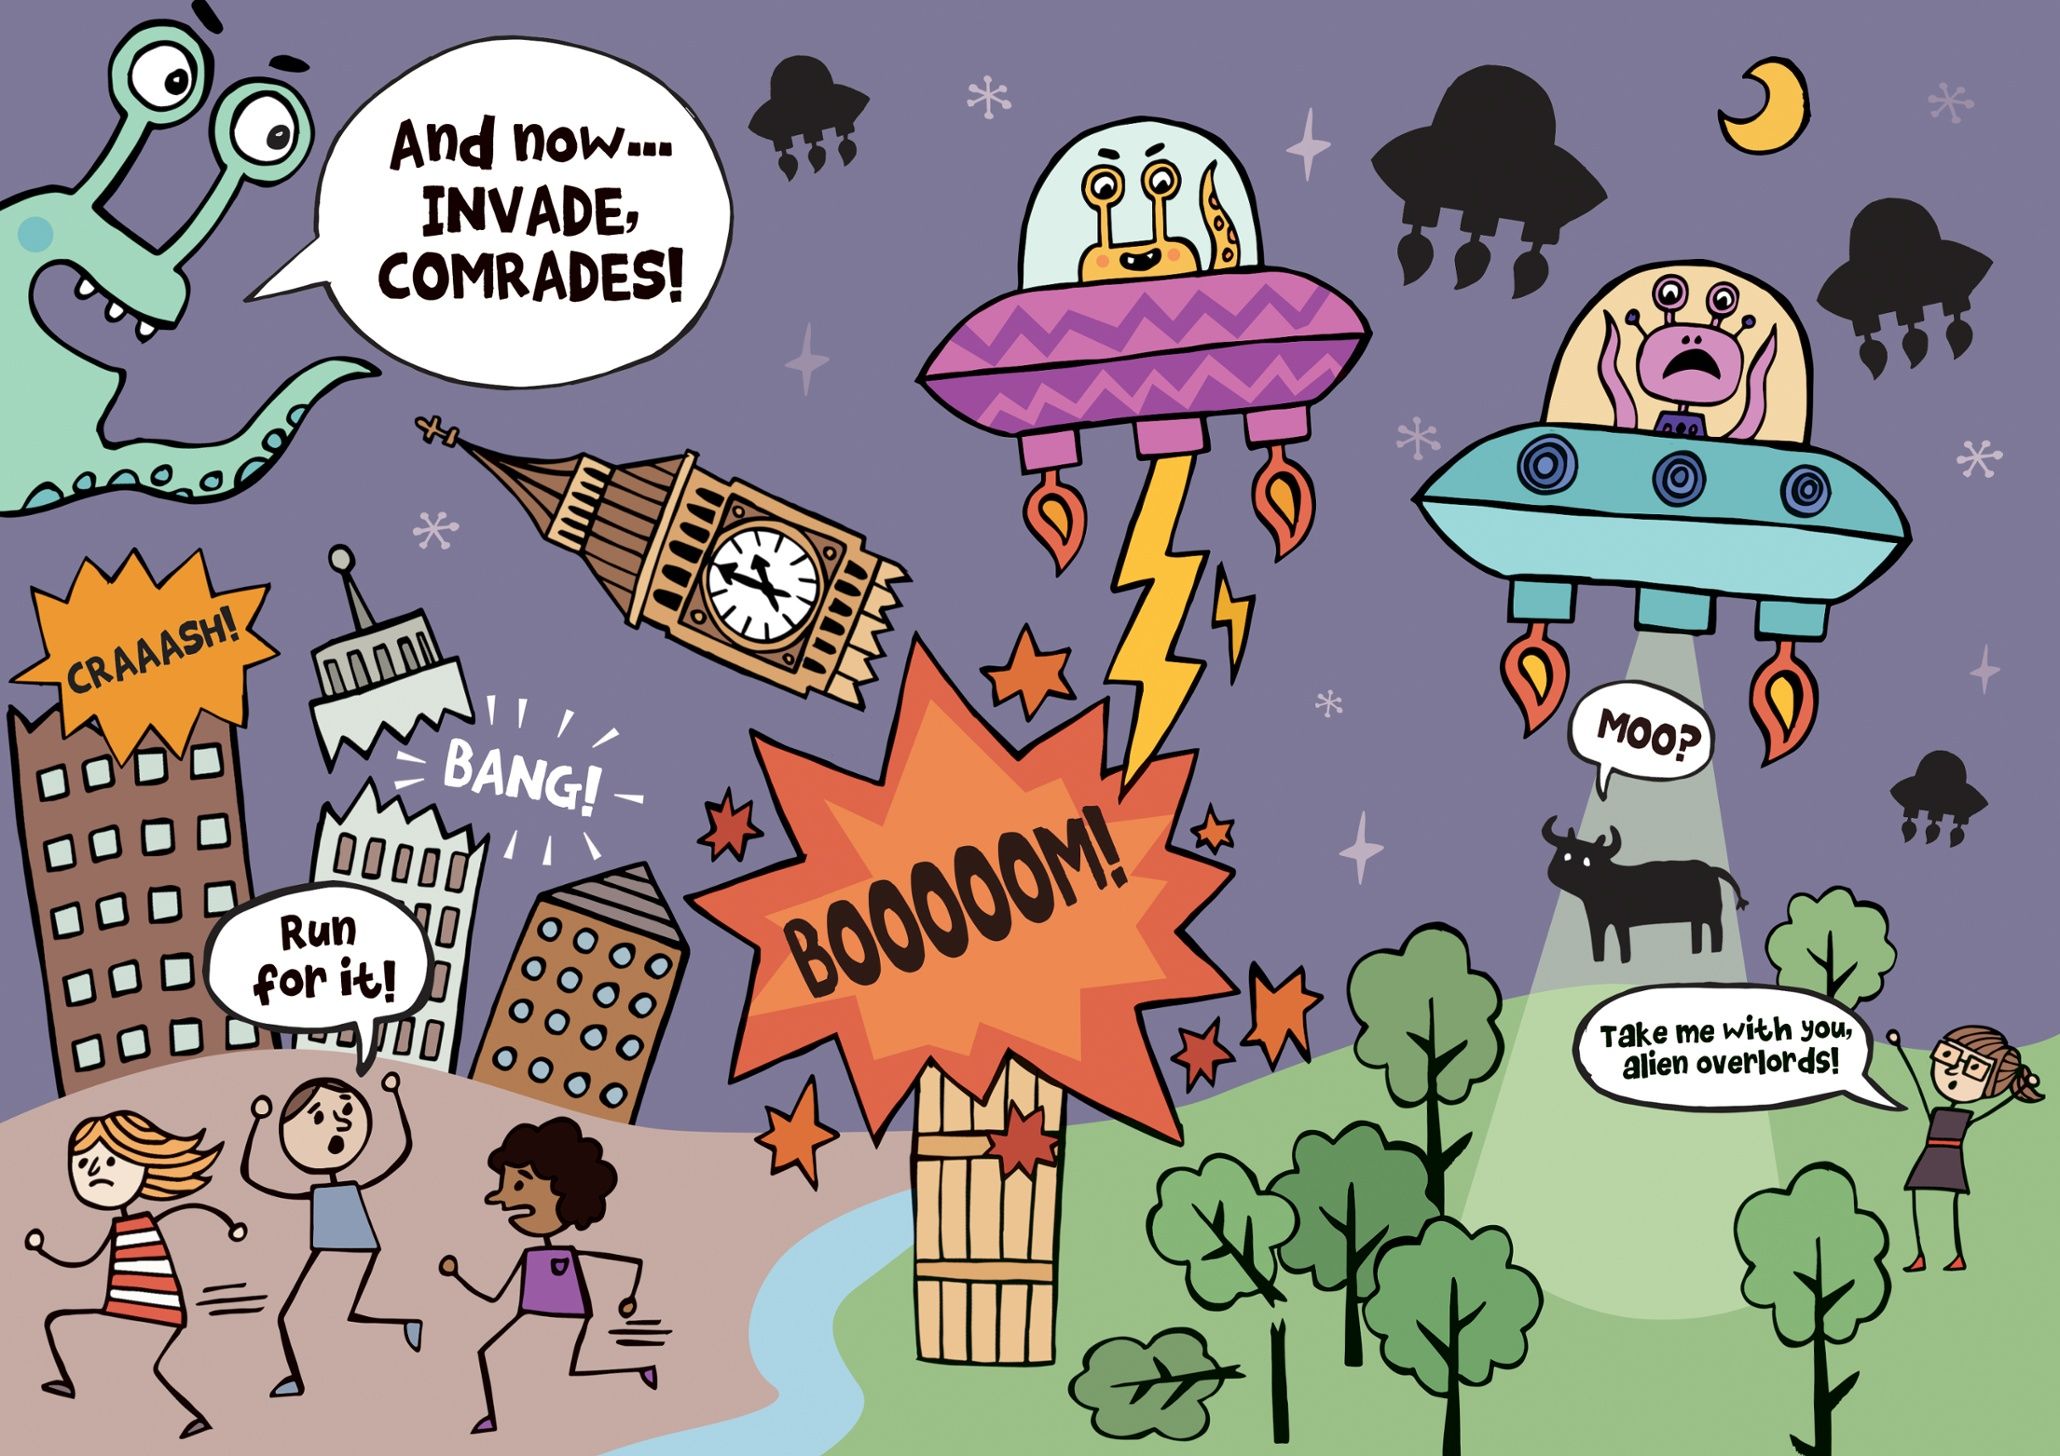 And now...
INVADE,
COMRADES!
CRAAASH!
BANG!
MOO?
BOOOOOM!
Run
for it!
Take me with you,
alien overlords!